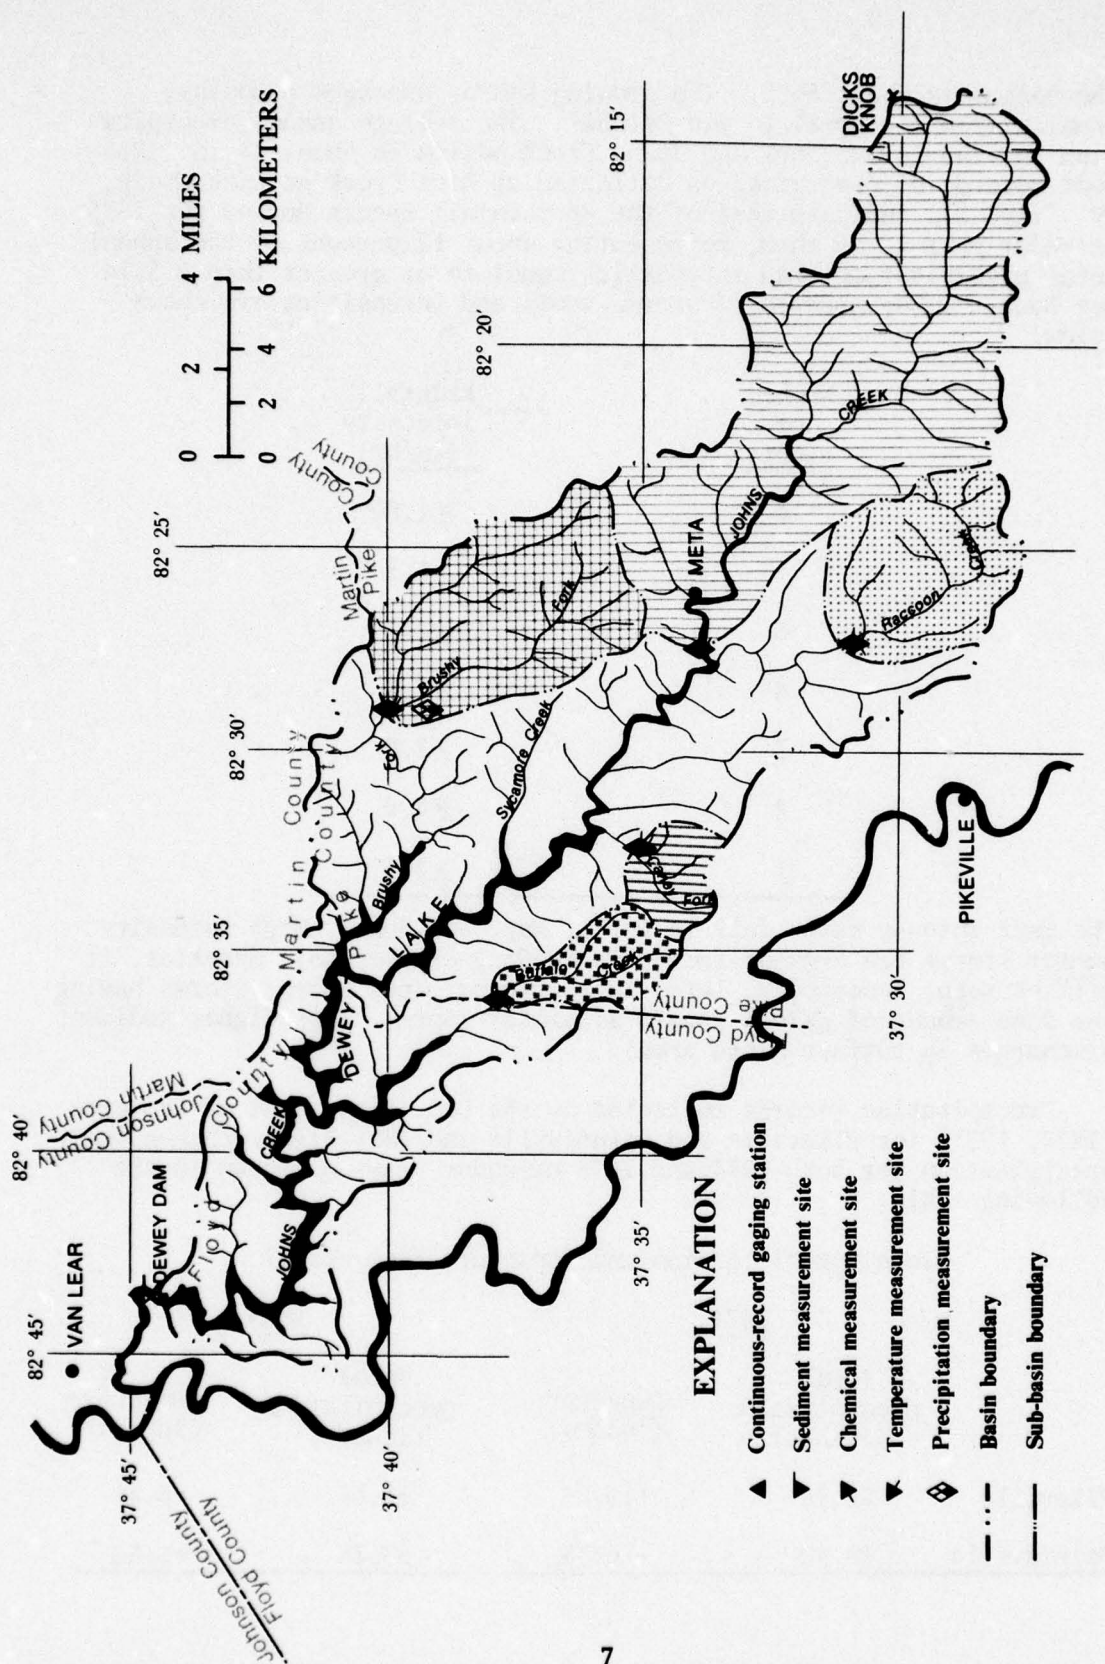 DICKS
KNOB
82° 15′
0 2 4 MILES
0 2 4 6 KILOMETERS
82° 20′
82° 25′
82° 30′
82° 35′
82° 40′
82° 45′
County
County
Martin
Pike
CREEK
JOHNS
META
Raccoon
Creek
Brushy
Fork
Fork
Sycamore Creek
Martin County
Pike County
Brushy
LAKE
DEWEY
Fork
Buffalo
Creek
Floyd County
Pike County
PIKEVILLE
Martin County
Johnson County
Floyd County
CREEK
JOHNS
DEWEY DAM
VAN LEAR
37° 45′
37° 40′
37° 35′
37° 30′
Johnson County
Floyd County
EXPLANATION
Continuous-record gaging station
Sediment measurement site
Chemical measurement site
Temperature measurement site
Precipitation measurement site
Basin boundary
Sub-basin boundary
7